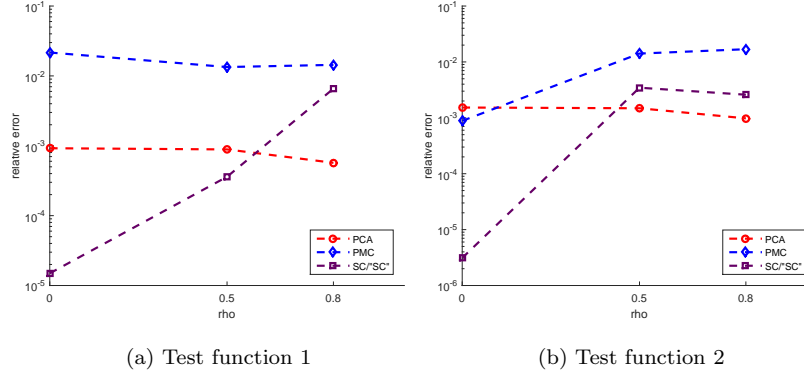 10^-1
10^-2
10^-3
10^-4
10^-5
relative error
0
0.5
0.8
rho
PCA
PMC
SC/"SC"
(a) Test function 1
10^-1
10^-2
10^-3
10^-4
10^-5
10^-6
relative error
0
0.5
0.8
rho
PCA
PMC
SC/"SC"
(b) Test function 2